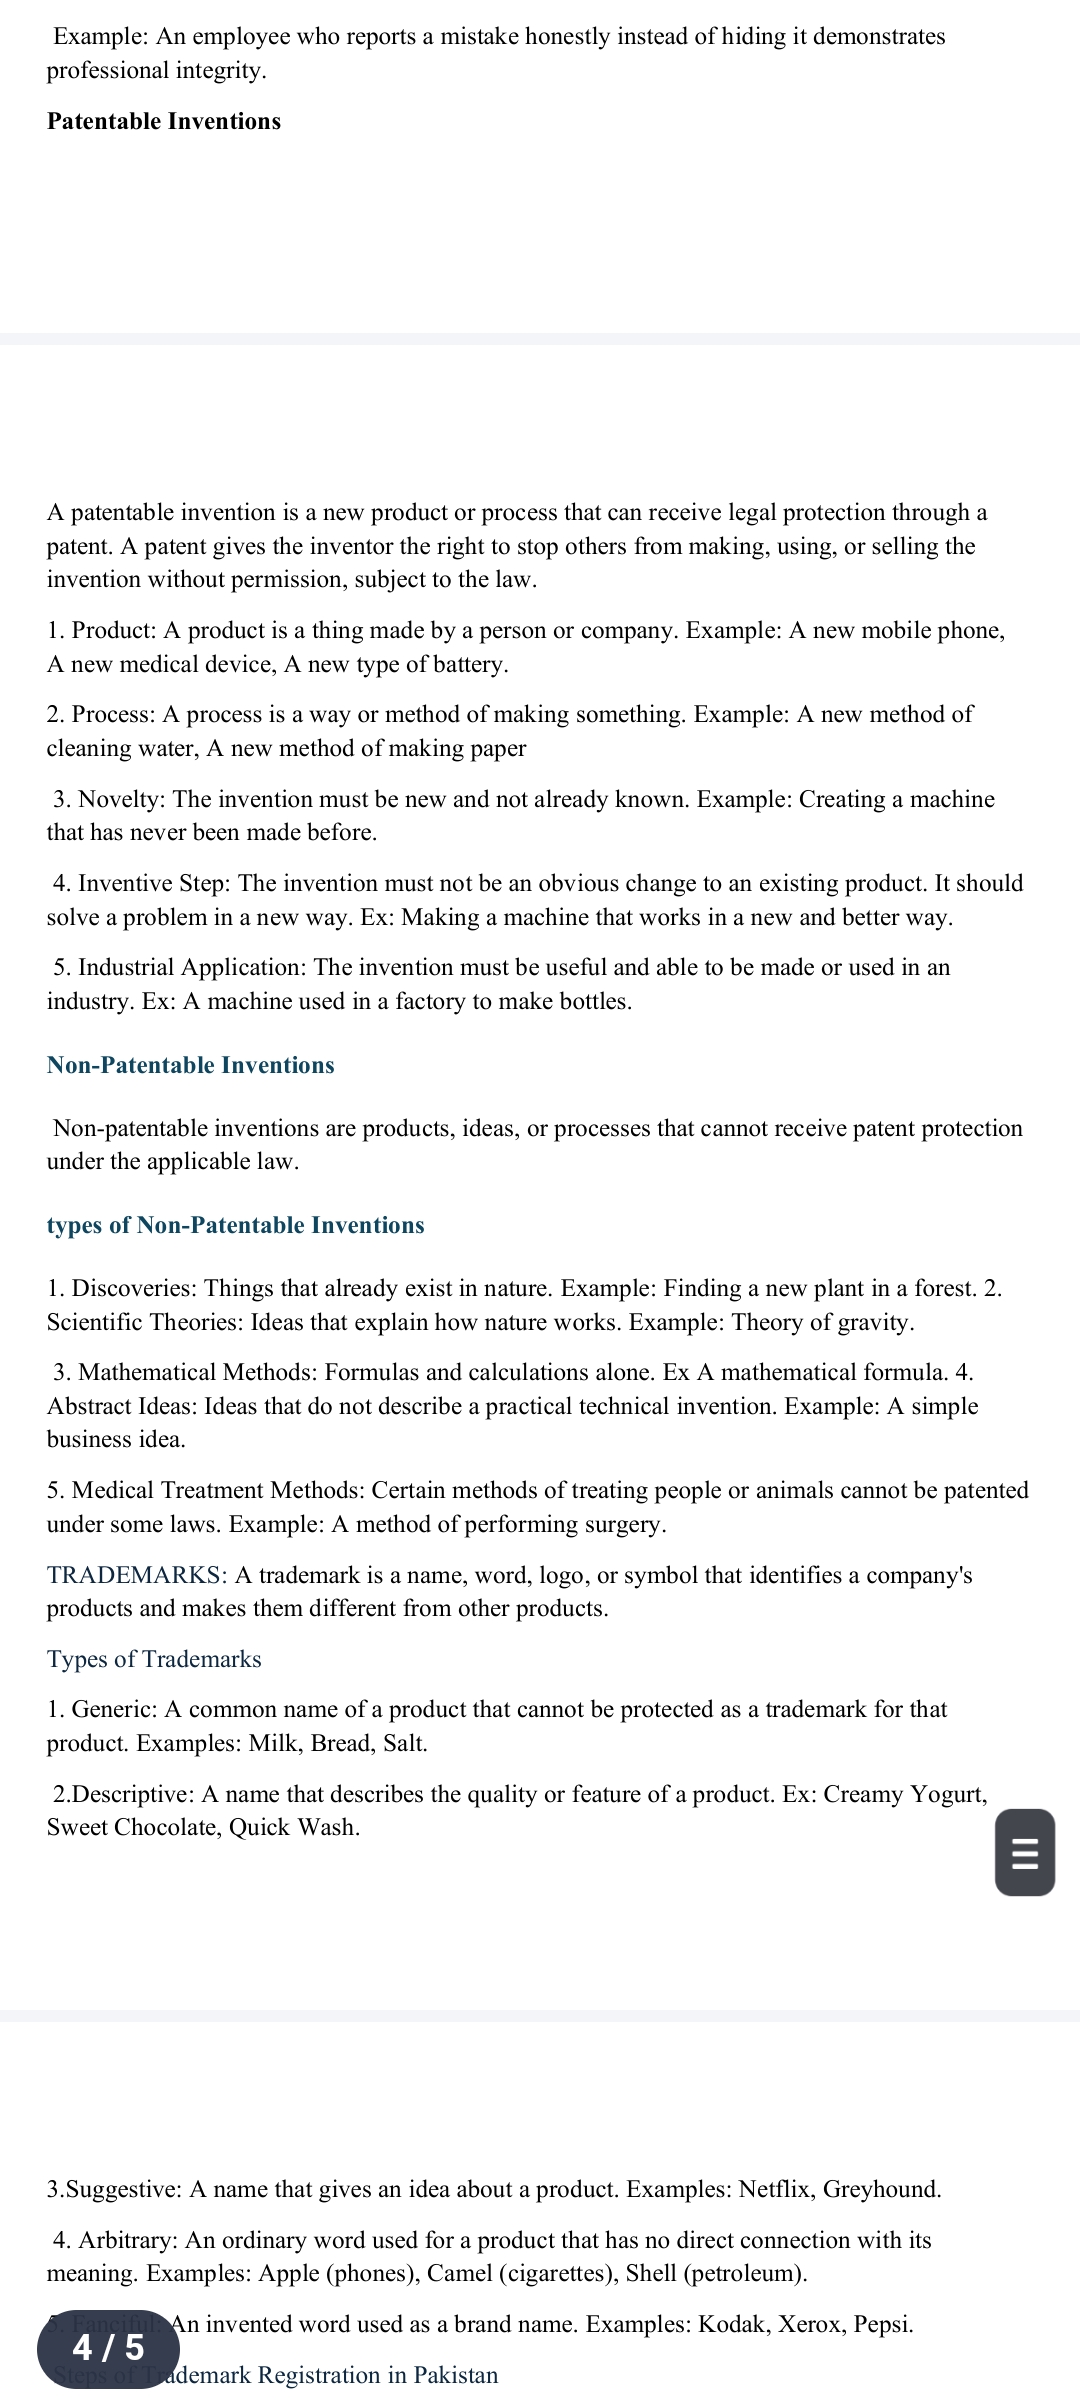 Example: An employee who reports a mistake honestly instead of hiding it demonstrates
professional integrity.
Patentable Inventions
A patentable invention is a new product or process that can receive legal protection through a
patent. A patent gives the inventor the right to stop others from making, using, or selling the
invention without permission, subject to the law.
1. Product: A product is a thing made by a person or company. Example: A new mobile phone,
A new medical device, A new type of battery.
2. Process: A process is a way or method of making something. Example: A new method of
cleaning water, A new method of making paper
3. Novelty: The invention must be new and not already known. Example: Creating a machine
that has never been made before.
4. Inventive Step: The invention must not be an obvious change to an existing product. It should
solve a problem in a new way. Ex: Making a machine that works in a new and better way.
5. Industrial Application: The invention must be useful and able to be made or used in an
industry. Ex: A machine used in a factory to make bottles.
Non-Patentable Inventions
Non-patentable inventions are products, ideas, or processes that cannot receive patent protection
under the applicable law.
types of Non-Patentable Inventions
1. Discoveries: Things that already exist in nature. Example: Finding a new plant in a forest. 2.
Scientific Theories: Ideas that explain how nature works. Example: Theory of gravity.
3. Mathematical Methods: Formulas and calculations alone. Ex A mathematical formula. 4.
Abstract Ideas: Ideas that do not describe a practical technical invention. Example: A simple
business idea.
5. Medical Treatment Methods: Certain methods of treating people or animals cannot be patented
under some laws. Example: A method of performing surgery.
TRADEMARKS: A trademark is a name, word, logo, or symbol that identifies a company's
products and makes them different from other products.
Types of Trademarks
1. Generic: A common name of a product that cannot be protected as a trademark for that
product. Examples: Milk, Bread, Salt.
2.Descriptive: A name that describes the quality or feature of a product. Ex: Creamy Yogurt,
Sweet Chocolate, Quick Wash.
3.Suggestive: A name that gives an idea about a product. Examples: Netflix, Greyhound.
4. Arbitrary: An ordinary word used for a product that has no direct connection with its
meaning. Examples: Apple (phones), Camel (cigarettes), Shell (petroleum).
5. Fanciful: An invented word used as a brand name. Examples: Kodak, Xerox, Pepsi.
4 / 5
Steps of Trademark Registration in Pakistan